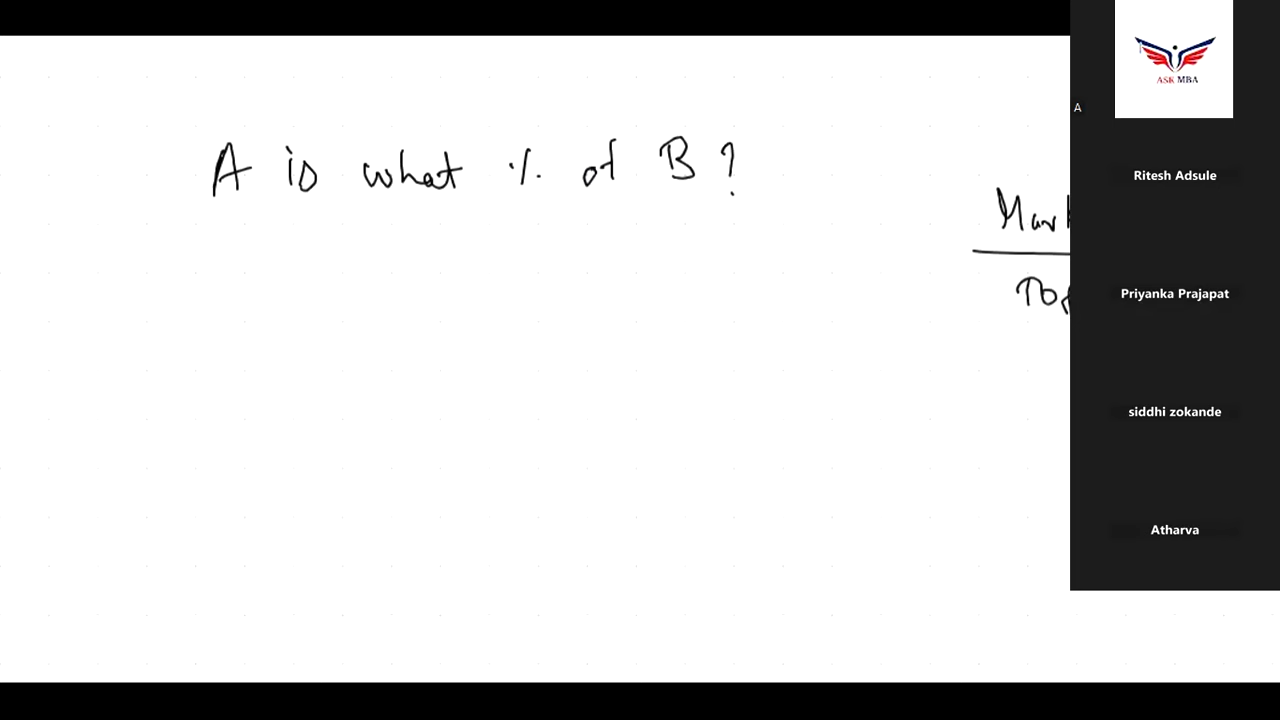 A is what % of B ?
ASK MBA
A
Ritesh Adsule
Priyanka Prajapat
siddhi zokande
Atharva